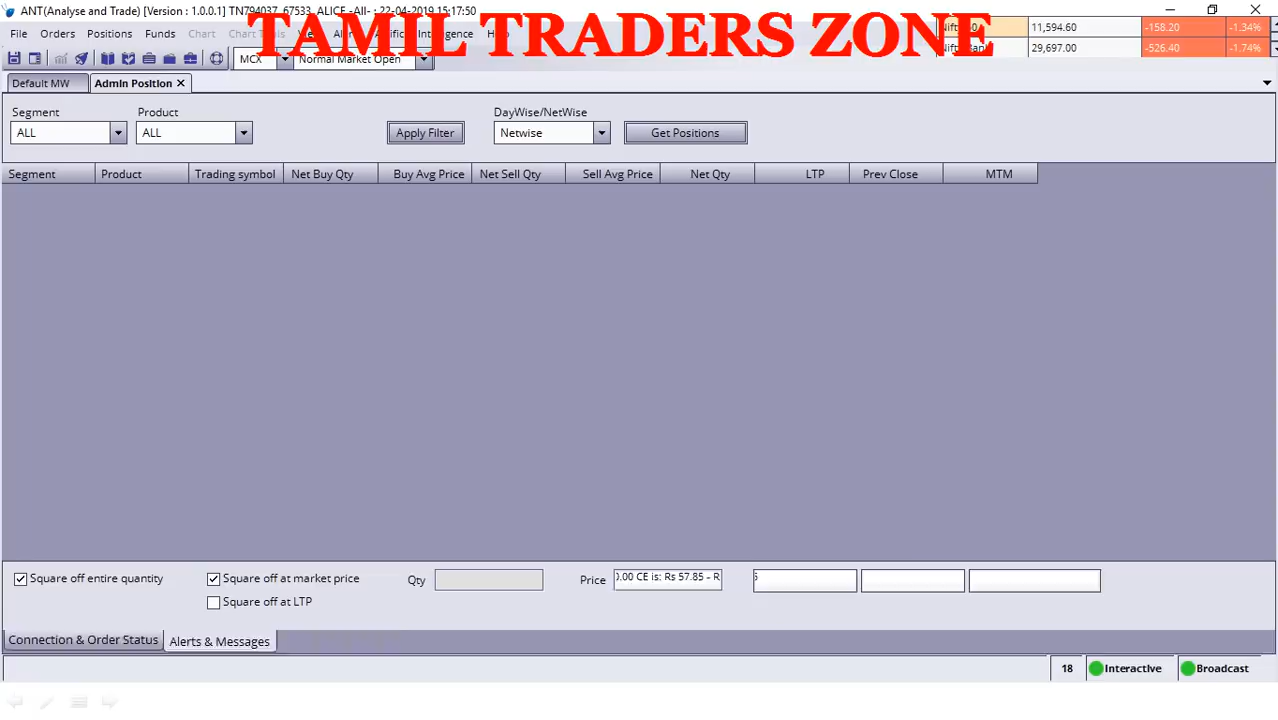 ANT(Analyse and Trade) [Version : 1.0.0.1] TN794037_67533_ALICE -All- : 22-04-2019 15:17:50
TAMIL TRADERS ZONE
File Orders Positions Funds Chart Chart Help
11,594.60 -158.20 -1.34%
29,697.00 -526.40 -1.74%
MCX Normal Market Open
Default MW Admin Position
Segment Product DayWise/NetWise
ALL ALL Apply Filter Netwise Get Positions
Segment Product Trading symbol Net Buy Qty Buy Avg Price Net Sell Qty Sell Avg Price Net Qty LTP Prev Close MTM
Square off entire quantity Square off at market price Qty Price 0.00 CE is: Rs 57.85 - R
Square off at LTP
Connection & Order Status Alerts & Messages
18 Interactive Broadcast